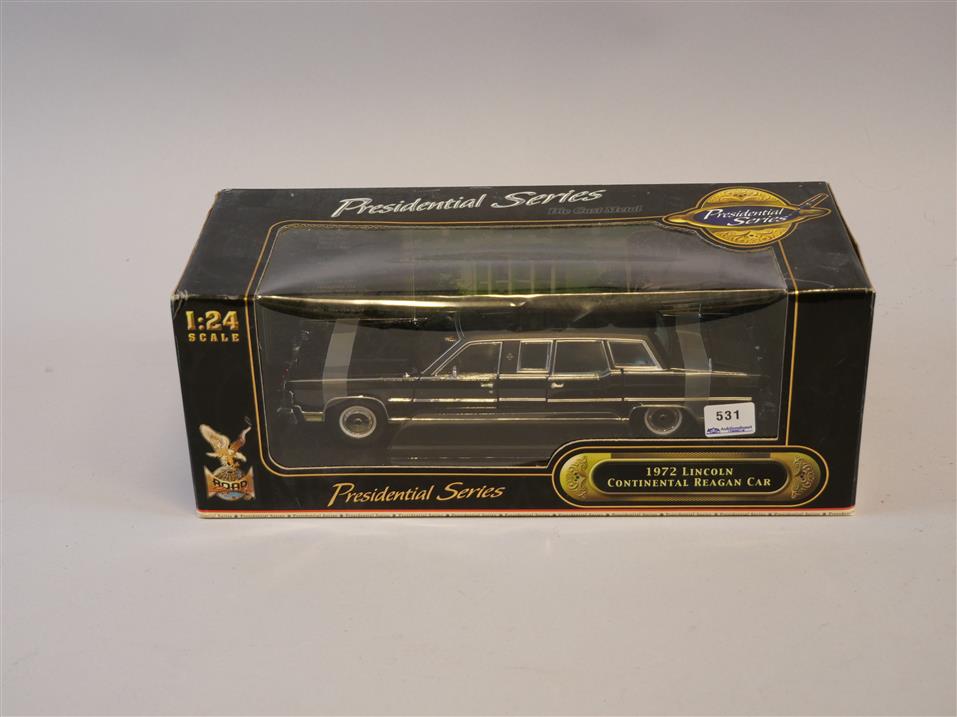 Presidential Series
Die Cast Metal
Presidential
Series
1:24
SCALE
531
ROAD
Presidential Series
1972 LINCOLN
CONTINENTAL REAGAN CAR